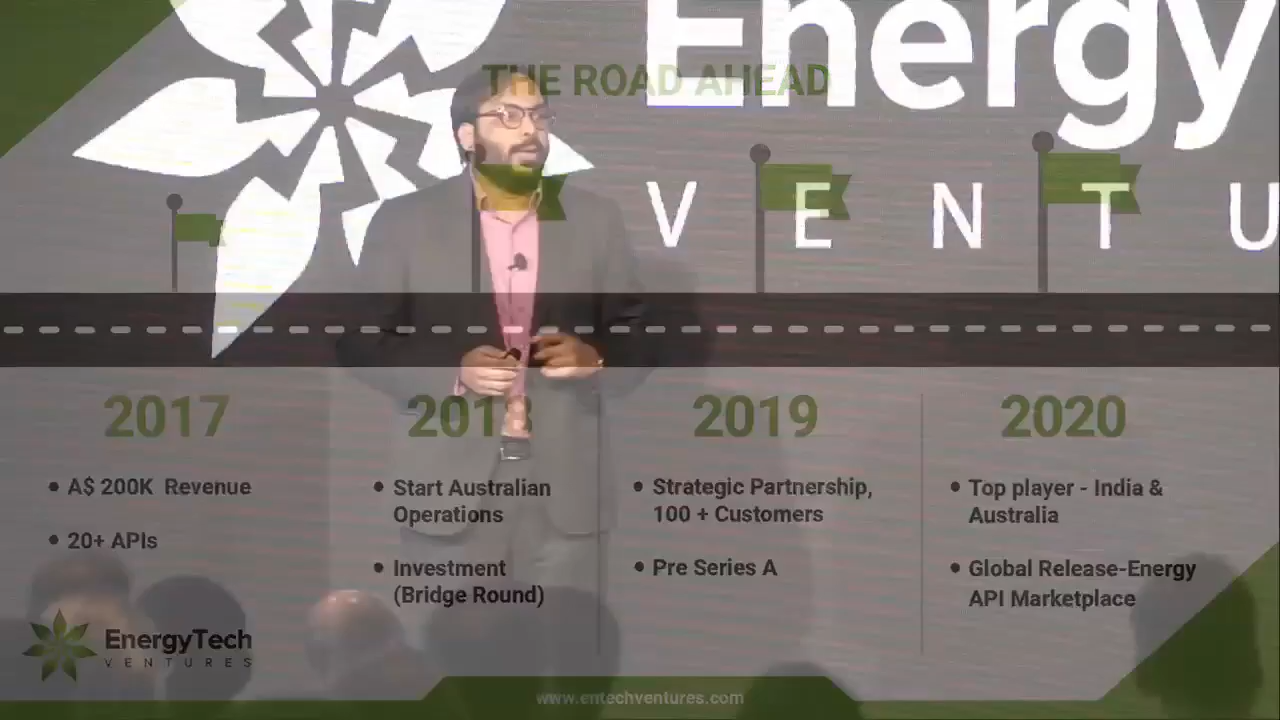 Energy
THE ROAD AHEAD
V E N T U
2017
2018
2019
2020
• A$ 200K Revenue
• 20+ APIs
• Start Australian
Operations
• Investment
(Bridge Round)
• Strategic Partnership,
100 + Customers
• Pre Series A
• Top player - India &
Australia
• Global Release-Energy
API Marketplace
EnergyTech
VENTURES
www.entechventures.com